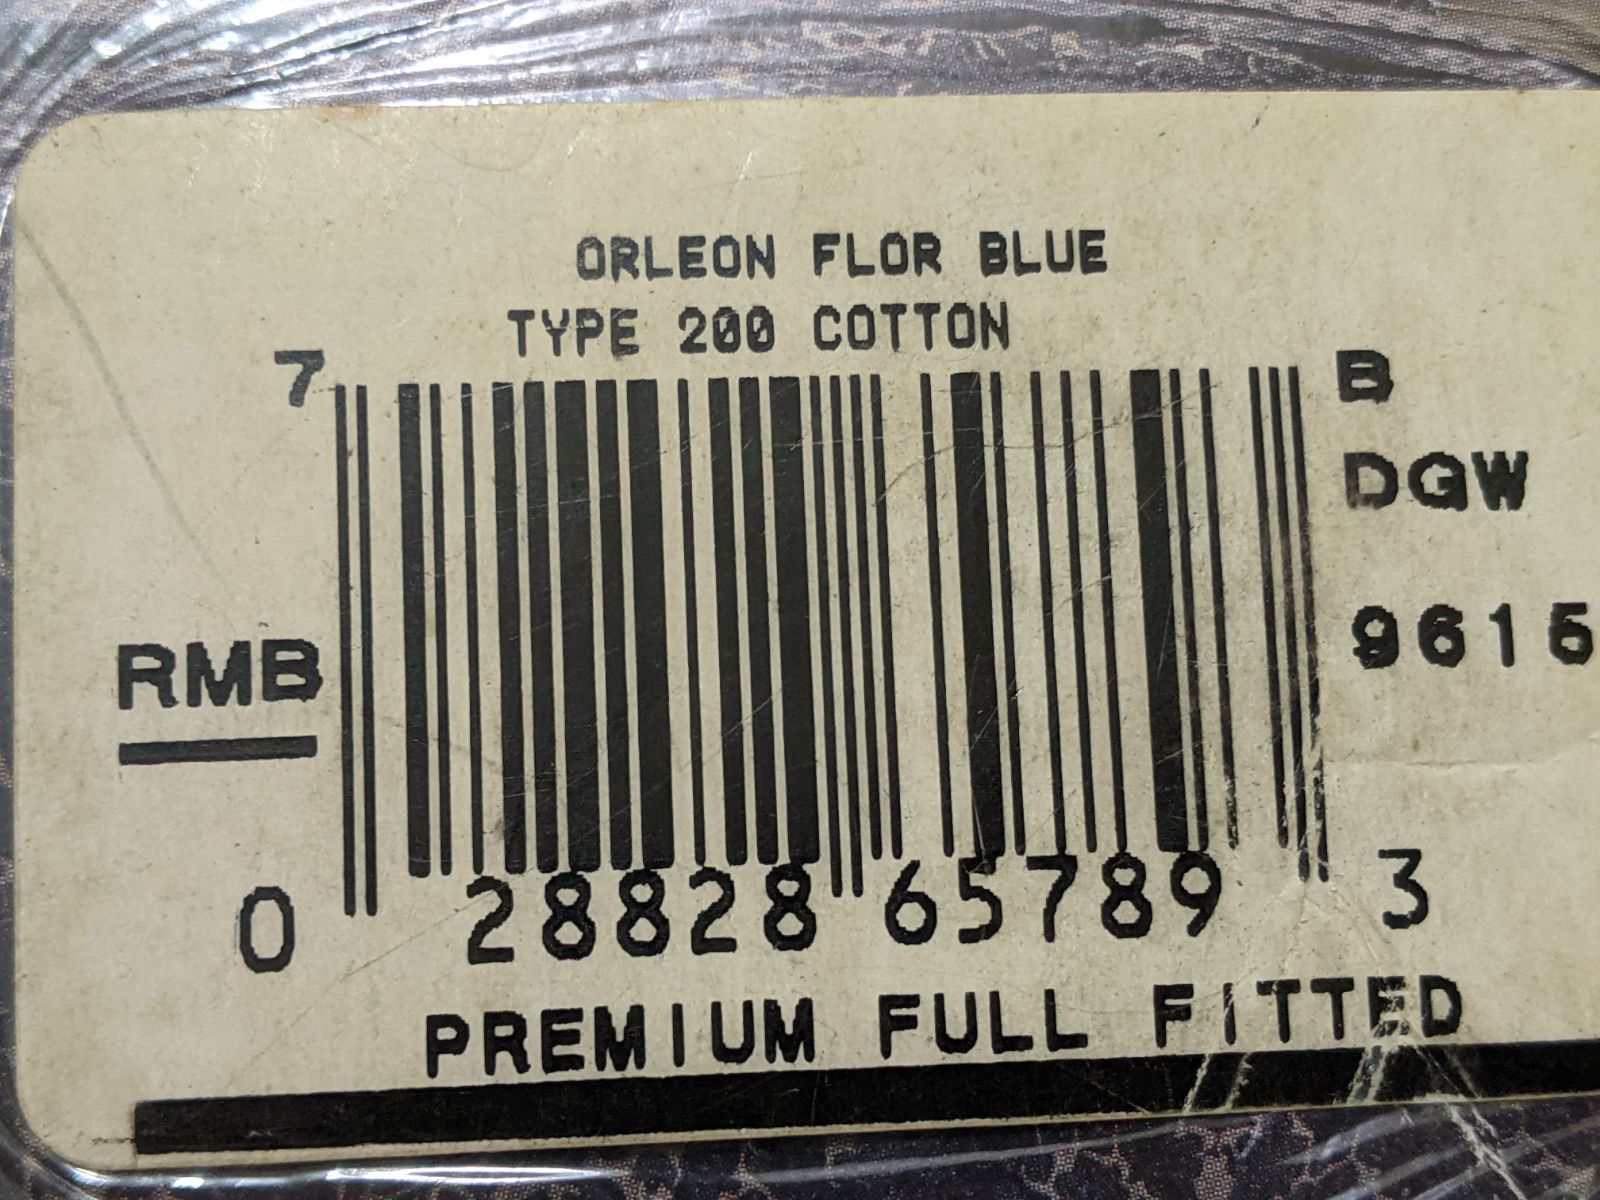 ORLEON FLOR BLUE
TYPE 200 COTTON
7
B
DGW
9615
RMB
0 28828 65789 3
PREMIUM FULL FITTED